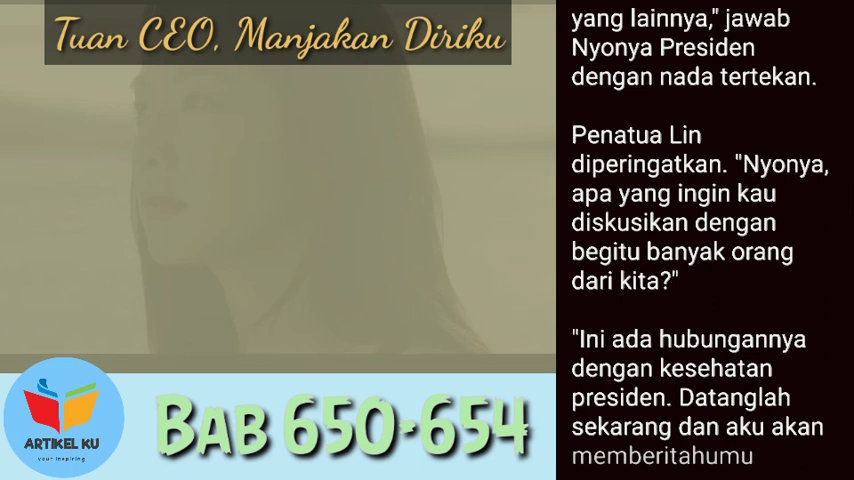 Tuan CEO, Manjakan Diriku
yang lainnya," jawab
Nyonya Presiden
dengan nada tertekan.
Penatua Lin
diperingatkan. "Nyonya,
apa yang ingin kau
diskusikan dengan
begitu banyak orang
dari kita?"
"Ini ada hubungannya
dengan kesehatan
presiden. Datanglah
sekarang dan aku akan
memberitahumu
ARTIKEL KU
your inspiring
BAB 650-654